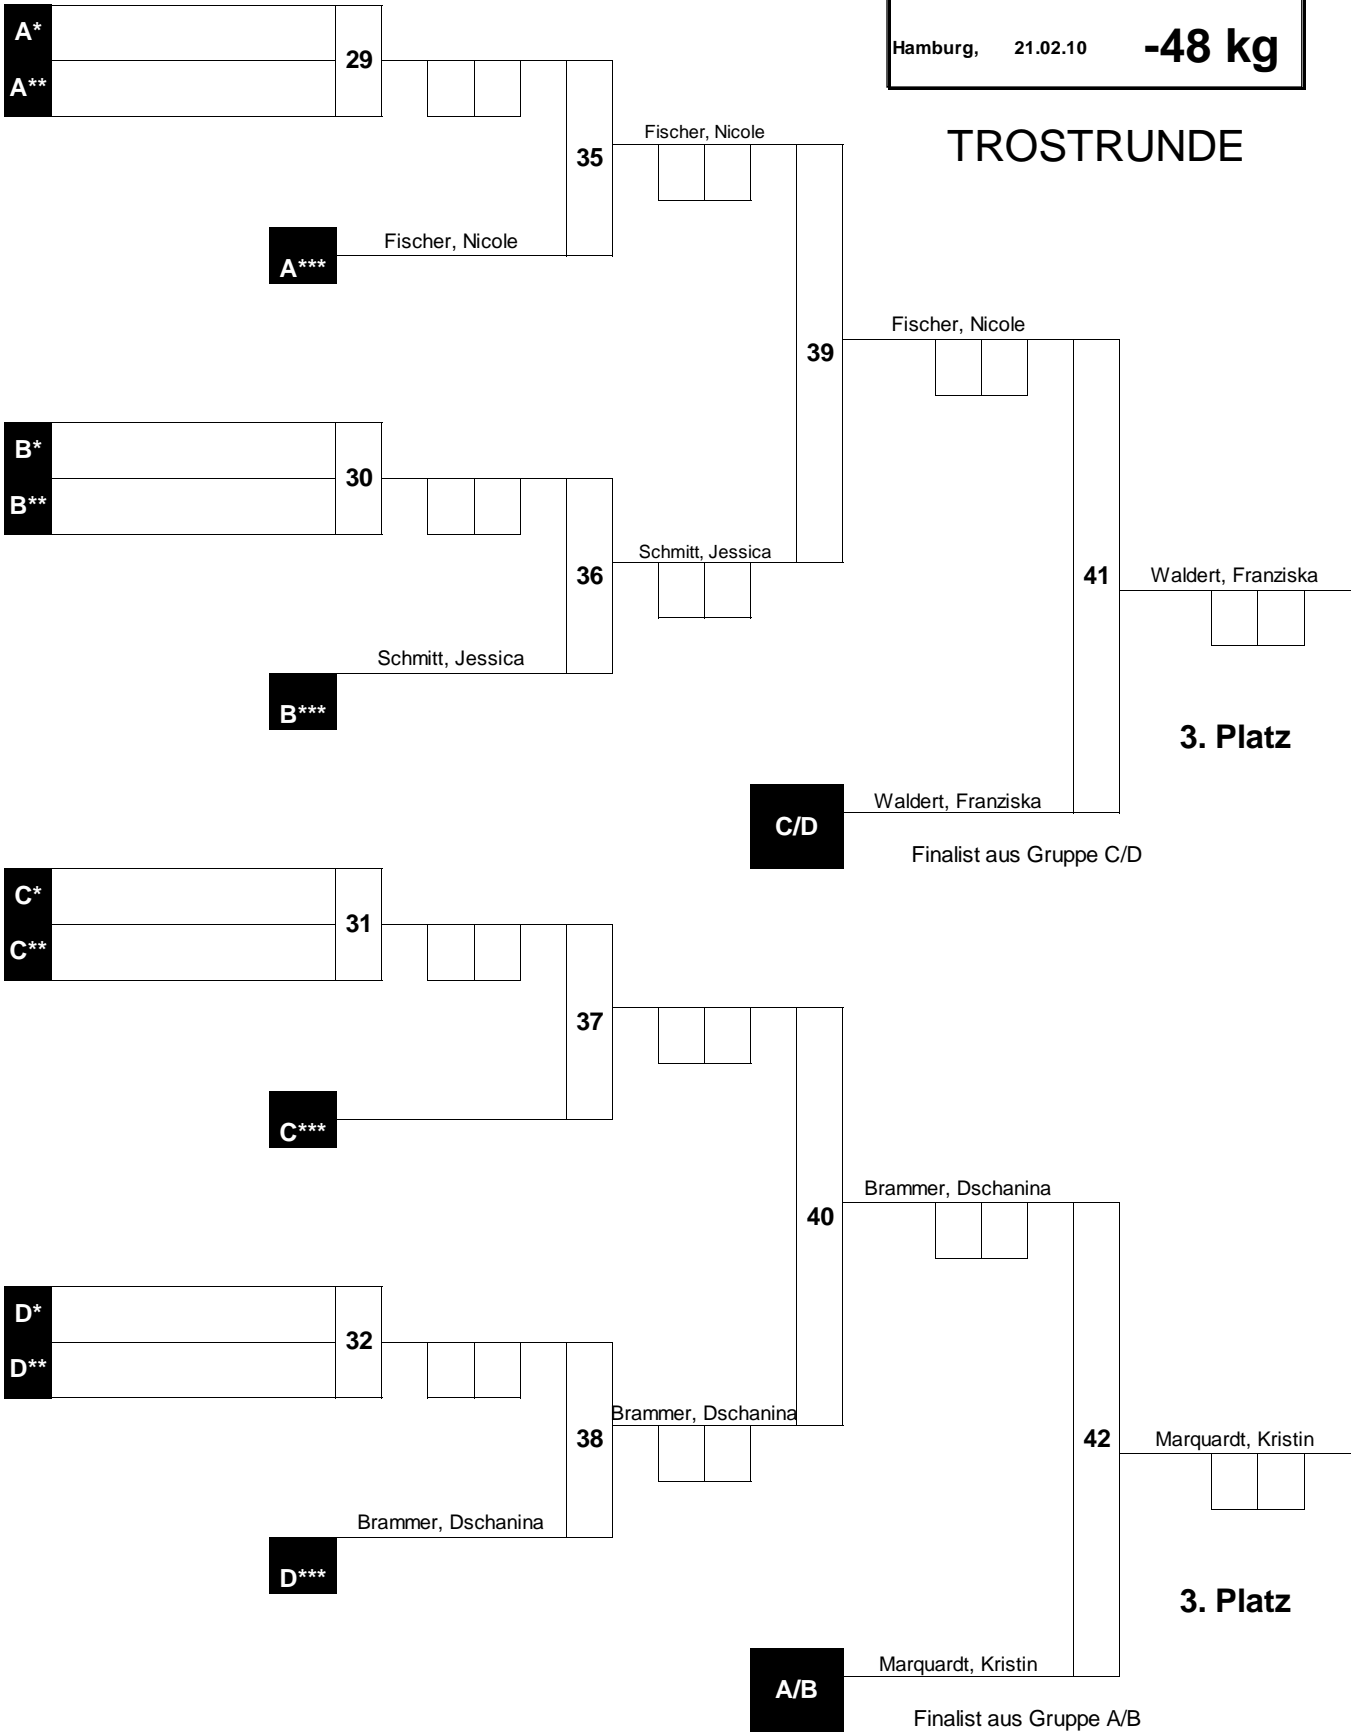 Hamburg, 21.02.10 -48 kg
TROSTRUNDE
A*
29
A**
35
Fischer, Nicole
A***
Fischer, Nicole
39
Fischer, Nicole
B*
30
B**
36
Schmitt, Jessica
B***
Schmitt, Jessica
41
Waldert, Franziska
3. Platz
C/D
Waldert, Franziska
Finalist aus Gruppe C/D
C*
31
C**
37
C***
40
Brammer, Dschanina
D*
32
D**
38
Brammer, Dschanina
D***
Brammer, Dschanina
42
Marquardt, Kristin
3. Platz
A/B
Marquardt, Kristin
Finalist aus Gruppe A/B